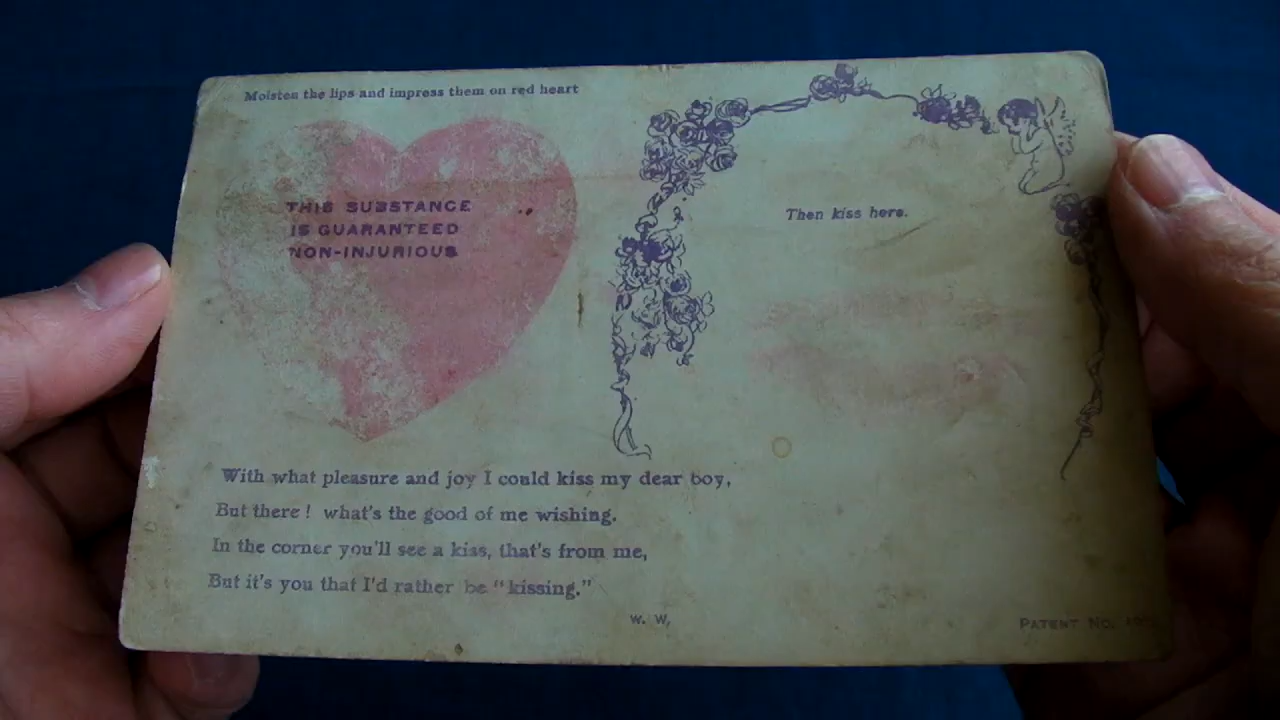 Moisten the lips and impress them on red heart
THIS SUBSTANCE
IS GUARANTEED
NON-INJURIOUS
Then kiss here.
With what pleasure and joy I could kiss my dear boy,
But there! what's the good of me wishing.
In the corner you'll see a kiss, that's from me,
But it's you that I'd rather be "kissing."
W. W.
PATENT NO.